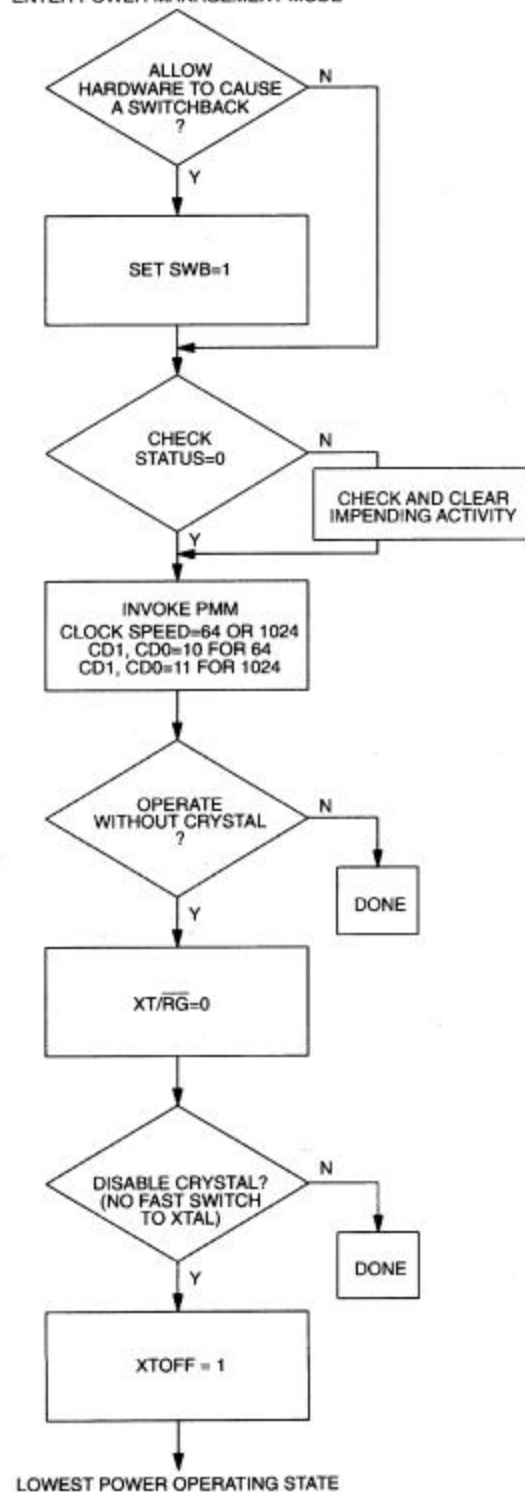 ENTER POWER MANAGEMENT MODE
ALLOW
HARDWARE TO CAUSE
A SWITCHBACK
?
N
Y
SET SWB=1
CHECK
STATUS=0
N
CHECK AND CLEAR
IMPENDING ACTIVITY
Y
INVOKE PMM
CLOCK SPEED=64 OR 1024
CD1, CD0=10 FOR 64
CD1, CD0=11 FOR 1024
OPERATE
WITHOUT CRYSTAL
?
N
DONE
Y
XT/R̅G̅=0
DISABLE CRYSTAL?
(NO FAST SWITCH
TO XTAL)
N
DONE
Y
XTOFF = 1
LOWEST POWER OPERATING STATE